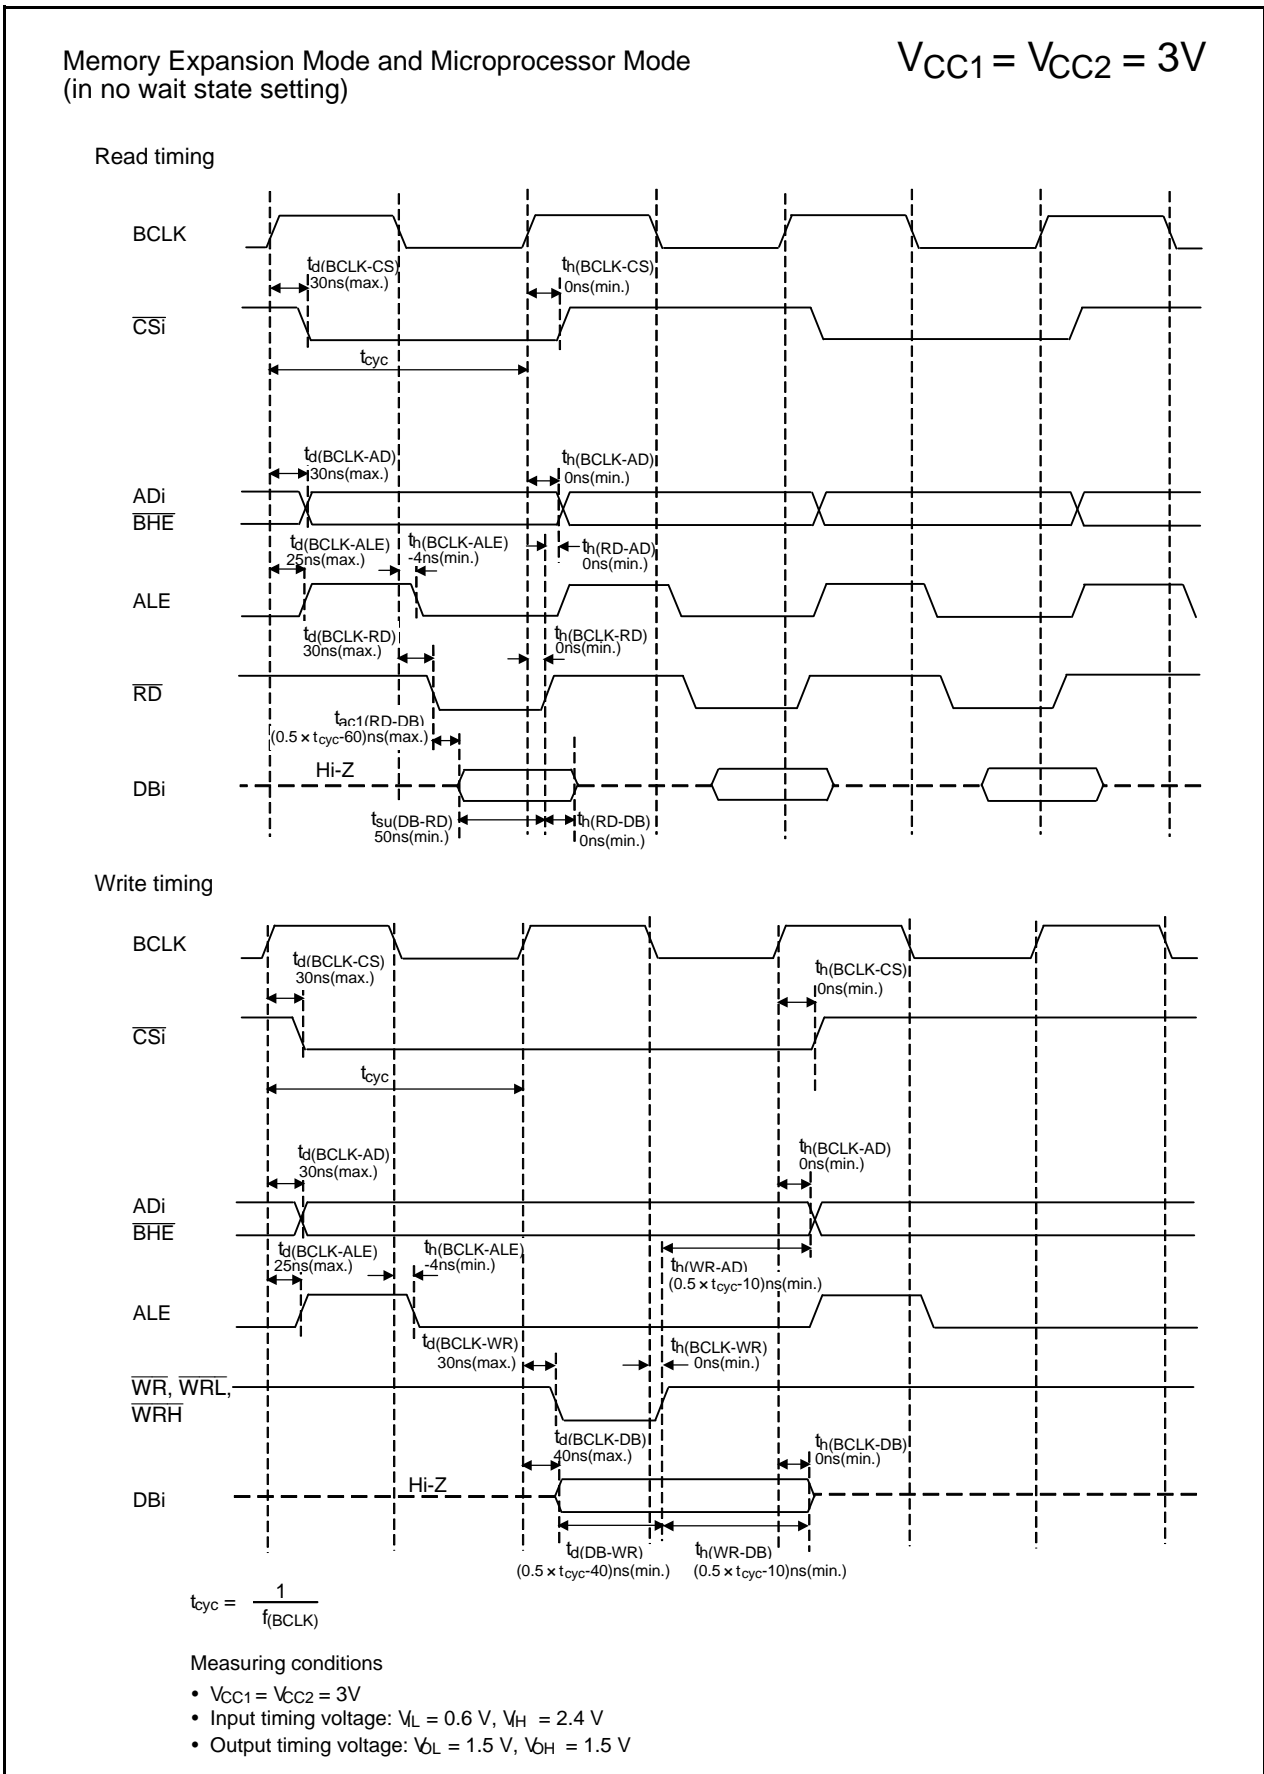 Memory Expansion Mode and Microprocessor Mode
(in no wait state setting)
VCC1 = VCC2 = 3V
Read timing
BCLK
td(BCLK-CS)
30ns(max.)
th(BCLK-CS)
0ns(min.)
CSi
tcyc
td(BCLK-AD)
30ns(max.)
th(BCLK-AD)
0ns(min.)
ADi
BHE
td(BCLK-ALE)
25ns(max.)
th(BCLK-ALE)
-4ns(min.)
th(RD-AD)
0ns(min.)
ALE
td(BCLK-RD)
30ns(max.)
th(BCLK-RD)
0ns(min.)
RD
tac1(RD-DB)
(0.5 × tcyc-60)ns(max.)
Hi-Z
DBi
tsu(DB-RD)
50ns(min.)
th(RD-DB)
0ns(min.)
Write timing
BCLK
td(BCLK-CS)
30ns(max.)
th(BCLK-CS)
0ns(min.)
CSi
tcyc
td(BCLK-AD)
30ns(max.)
th(BCLK-AD)
0ns(min.)
ADi
BHE
td(BCLK-ALE)
25ns(max.)
th(BCLK-ALE)
-4ns(min.)
th(WR-AD)
(0.5 × tcyc-10)ns(min.)
ALE
td(BCLK-WR)
30ns(max.)
th(BCLK-WR)
0ns(min.)
WR, WRL,
WRH
td(BCLK-DB)
40ns(max.)
th(BCLK-DB)
0ns(min.)
Hi-Z
DBi
td(DB-WR)
(0.5 × tcyc-40)ns(min.)
th(WR-DB)
(0.5 × tcyc-10)ns(min.)
tcyc = 1
f(BCLK)
Measuring conditions
• VCC1 = VCC2 = 3V
• Input timing voltage: VIL = 0.6 V, VIH = 2.4 V
• Output timing voltage: VOL = 1.5 V, VOH = 1.5 V